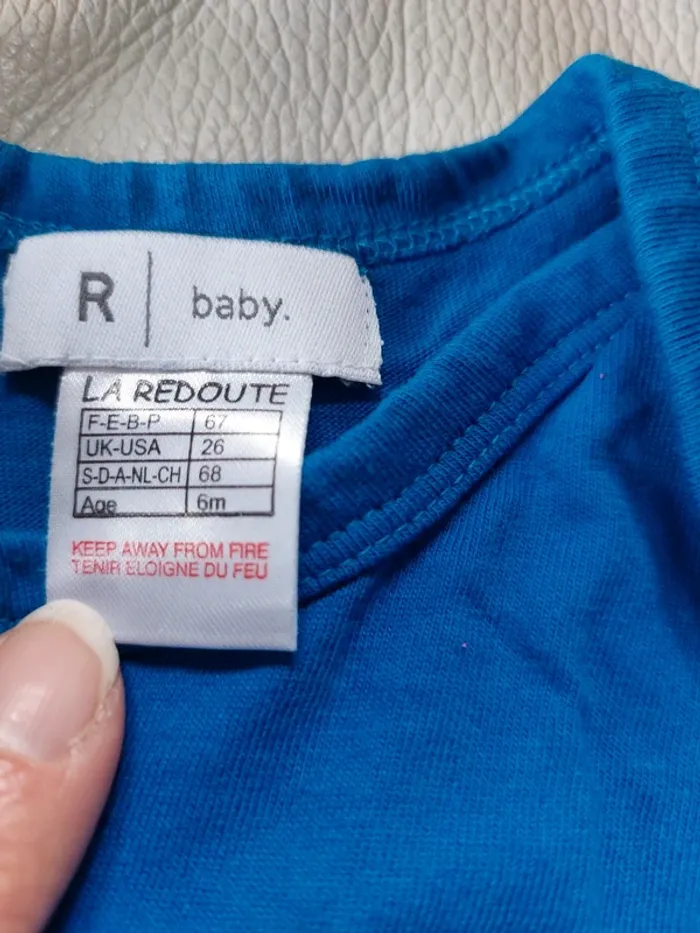 R | baby.
LA REDOUTE
F-E-B-P 67
UK-USA 26
S-D-A-NL-CH 68
Age 6m
KEEP AWAY FROM FIRE
TENIR ELOIGNE DU FEU